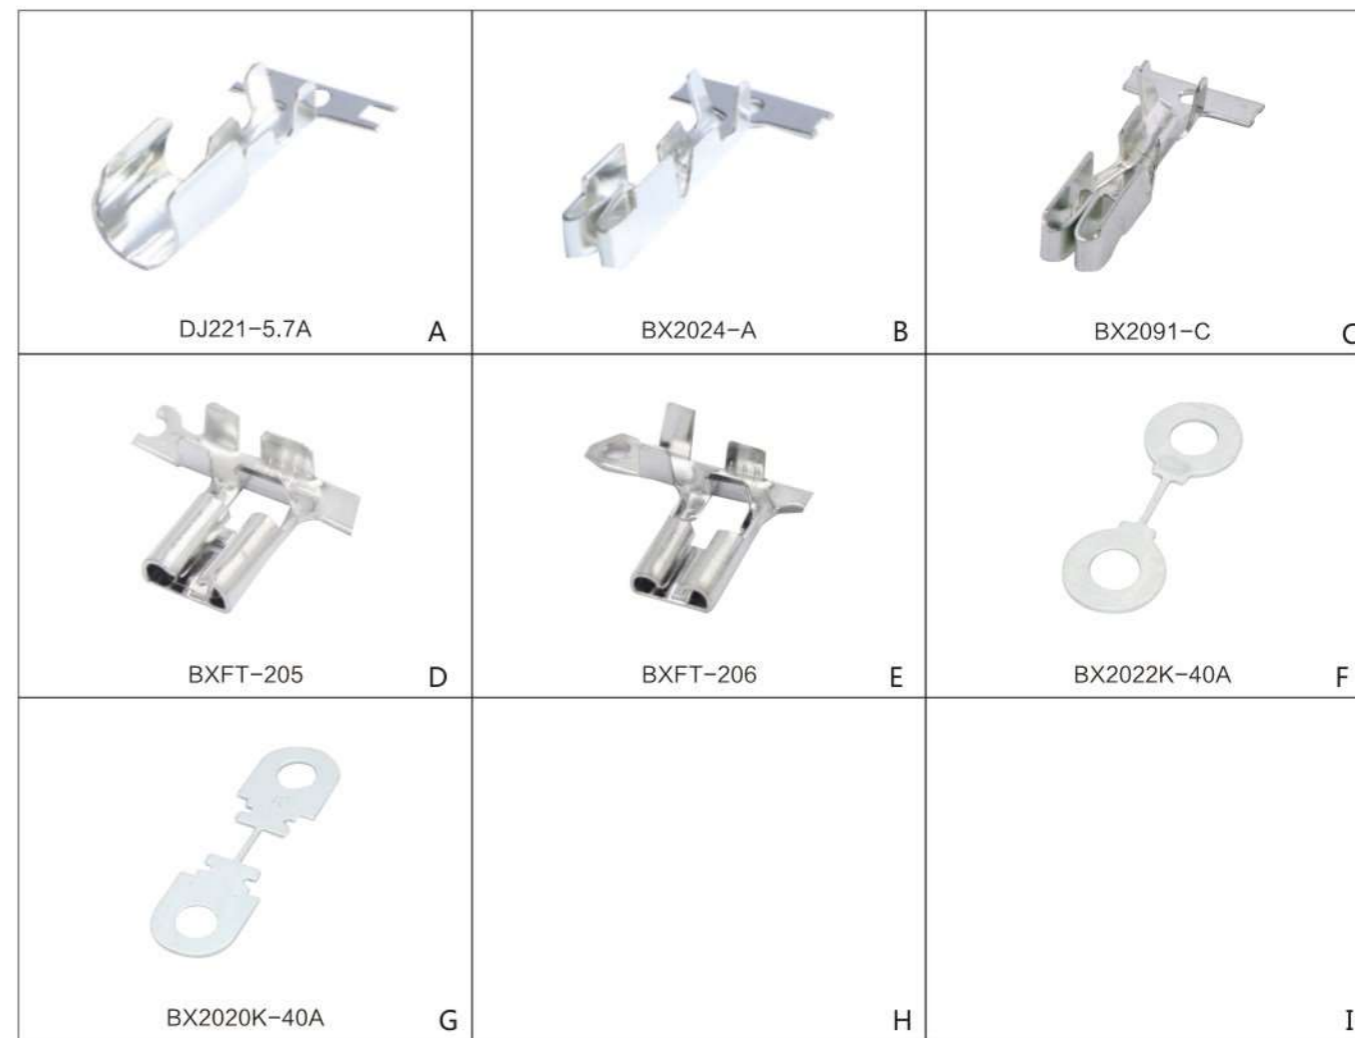 DJ221-5.7A A
BX2024-A B
BX2091-C C
BXFT-205 D
BXFT-206 E
BX2022K-40A F
BX2020K-40A G
H
I